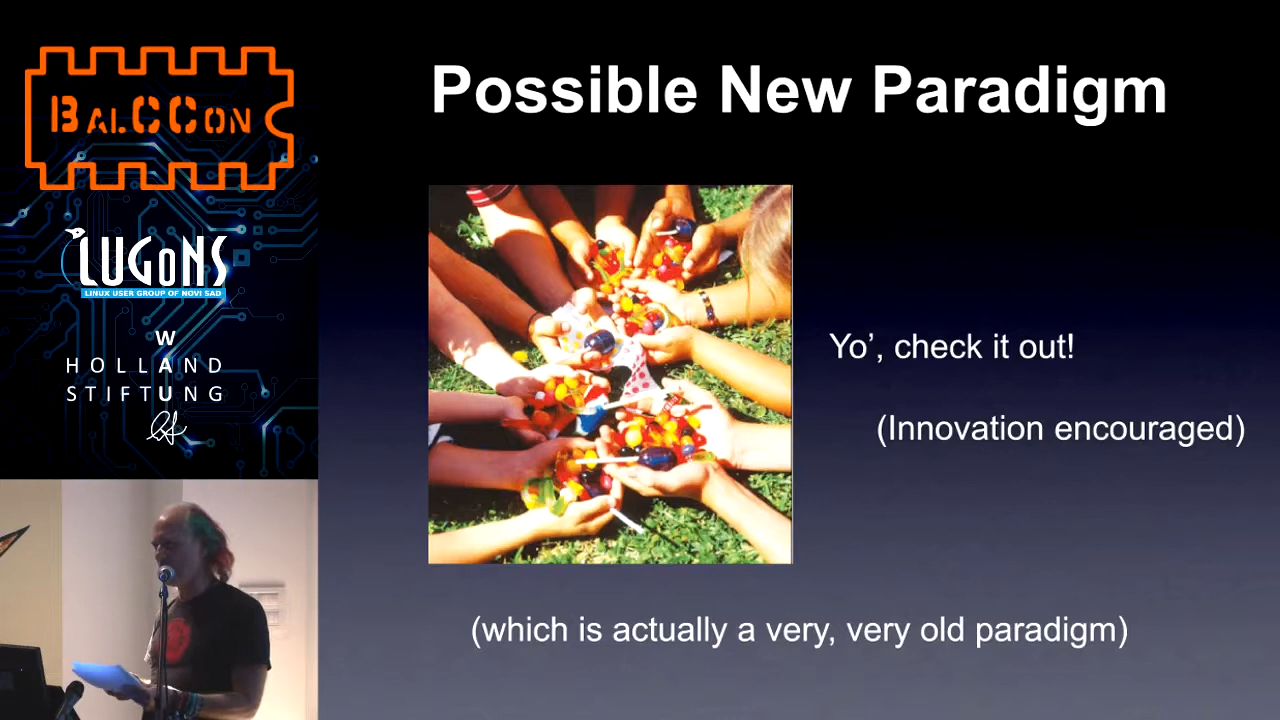 BALCCON
LUGoNS
LINUX USER GROUP OF NOVI SAD
W
HOLLAND
STIFTUNG
Possible New Paradigm
Yo’, check it out!
(Innovation encouraged)
(which is actually a very, very old paradigm)